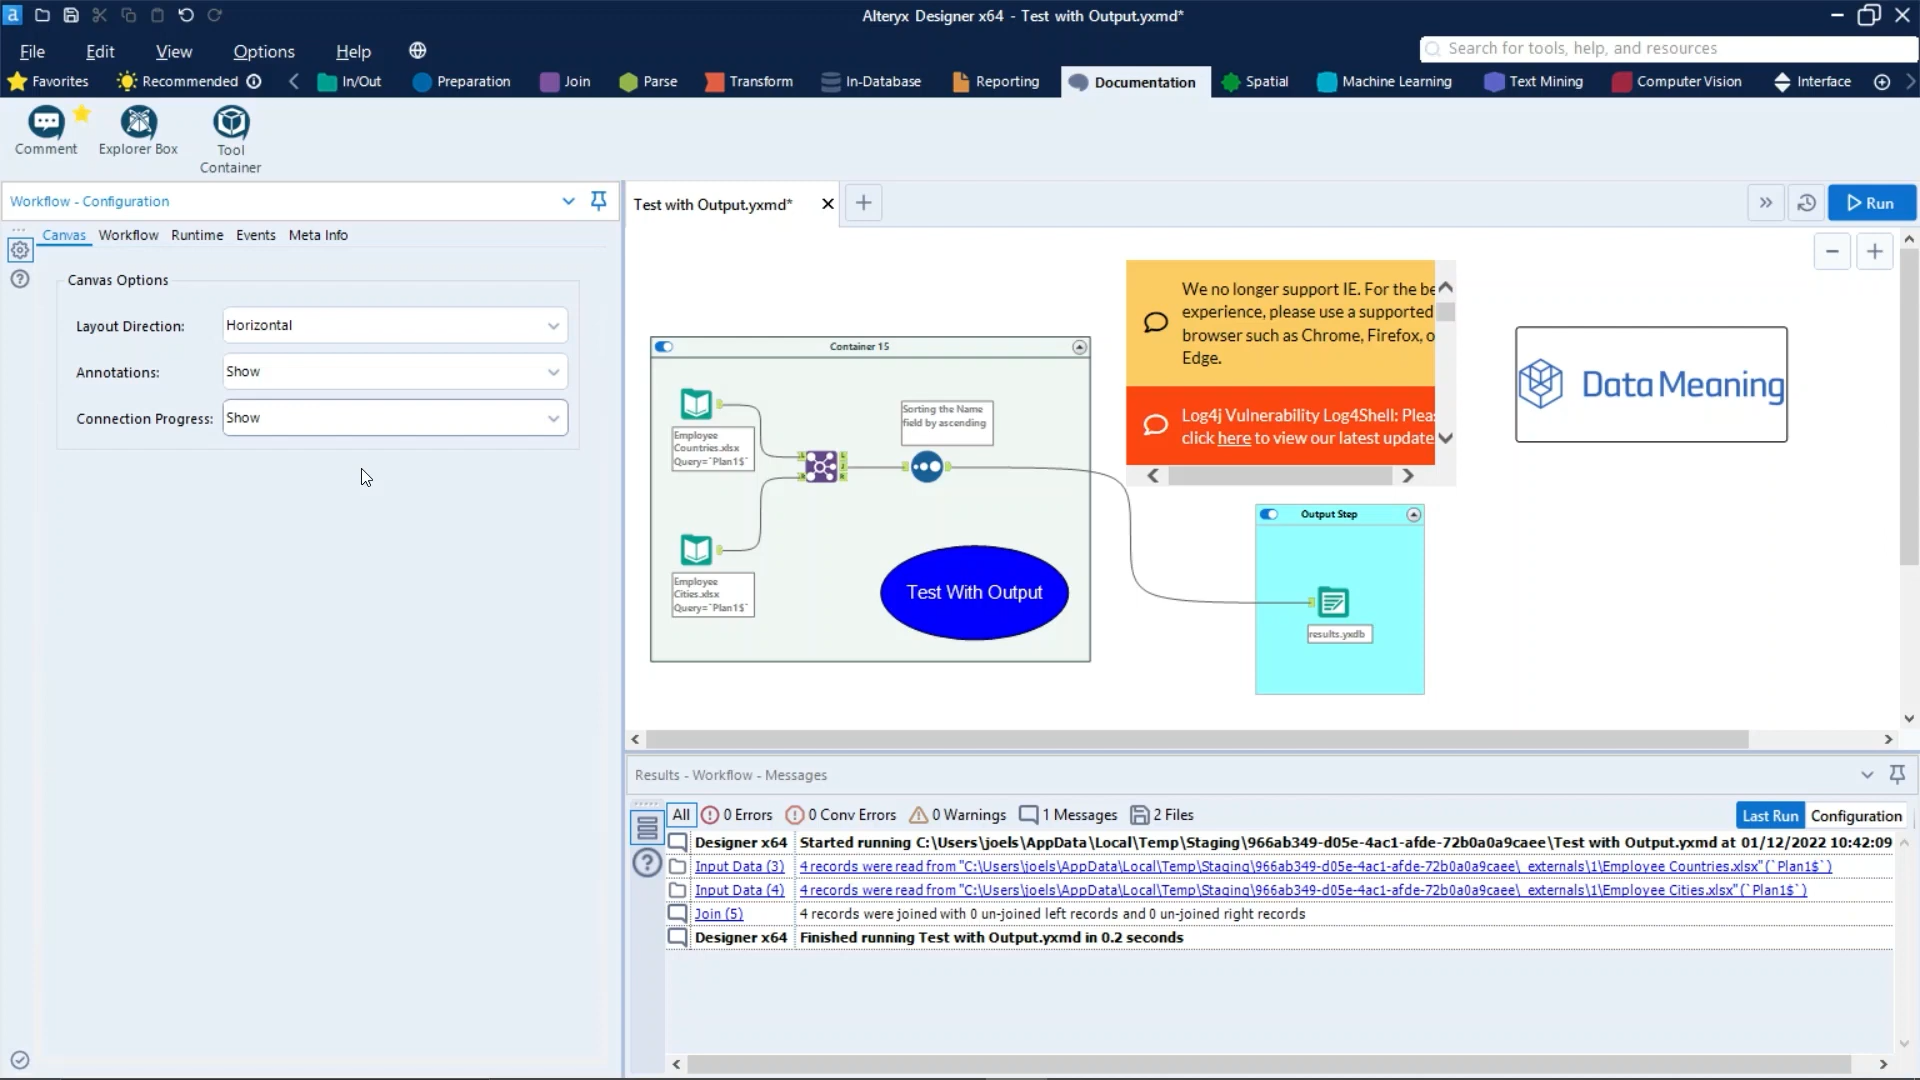 a
Alteryx Designer x64 - Test with Output.yxmd*
File Edit View Options Help
Search for tools, help, and resources
Favorites Recommended In/Out Preparation Join Parse Transform In-Database Reporting Documentation Spatial Machine Learning Text Mining Computer Vision Interface
Comment
Explorer Box
Tool
Container
Workflow - Configuration
Canvas Workflow Runtime Events Meta Info
Canvas Options
Layout Direction: Horizontal
Annotations: Show
Connection Progress: Show
Test with Output.yxmd*
Run
Container 15
Employee
Countries.xlsx
Query=`Plan1$`
Sorting the Name
field by ascending
Employee
Cities.xlsx
Query=`Plan1$`
Test With Output
We no longer support IE. For the be
experience, please use a supported
browser such as Chrome, Firefox, o
Edge.
Log4j Vulnerability Log4Shell: Pleas
click here to view our latest update
Data Meaning
Output Step
results.yxdb
Results - Workflow - Messages
All 0 Errors 0 Conv Errors 0 Warnings 1 Messages 2 Files Last Run Configuration
Designer x64 Started running C:\Users\joels\AppData\Local\Temp\Staging\966ab349-d05e-4ac1-afde-72b0a0a9caee\Test with Output.yxmd at 01/12/2022 10:42:09
Input Data (3) 4 records were read from "C:\Users\joels\AppData\Local\Temp\Staging\966ab349-d05e-4ac1-afde-72b0a0a9caee\_externals\1\Employee Countries.xlsx" (`Plan1$`)
Input Data (4) 4 records were read from "C:\Users\joels\AppData\Local\Temp\Staging\966ab349-d05e-4ac1-afde-72b0a0a9caee\_externals\1\Employee Cities.xlsx" (`Plan1$`)
Join (5) 4 records were joined with 0 un-joined left records and 0 un-joined right records
Designer x64 Finished running Test with Output.yxmd in 0.2 seconds